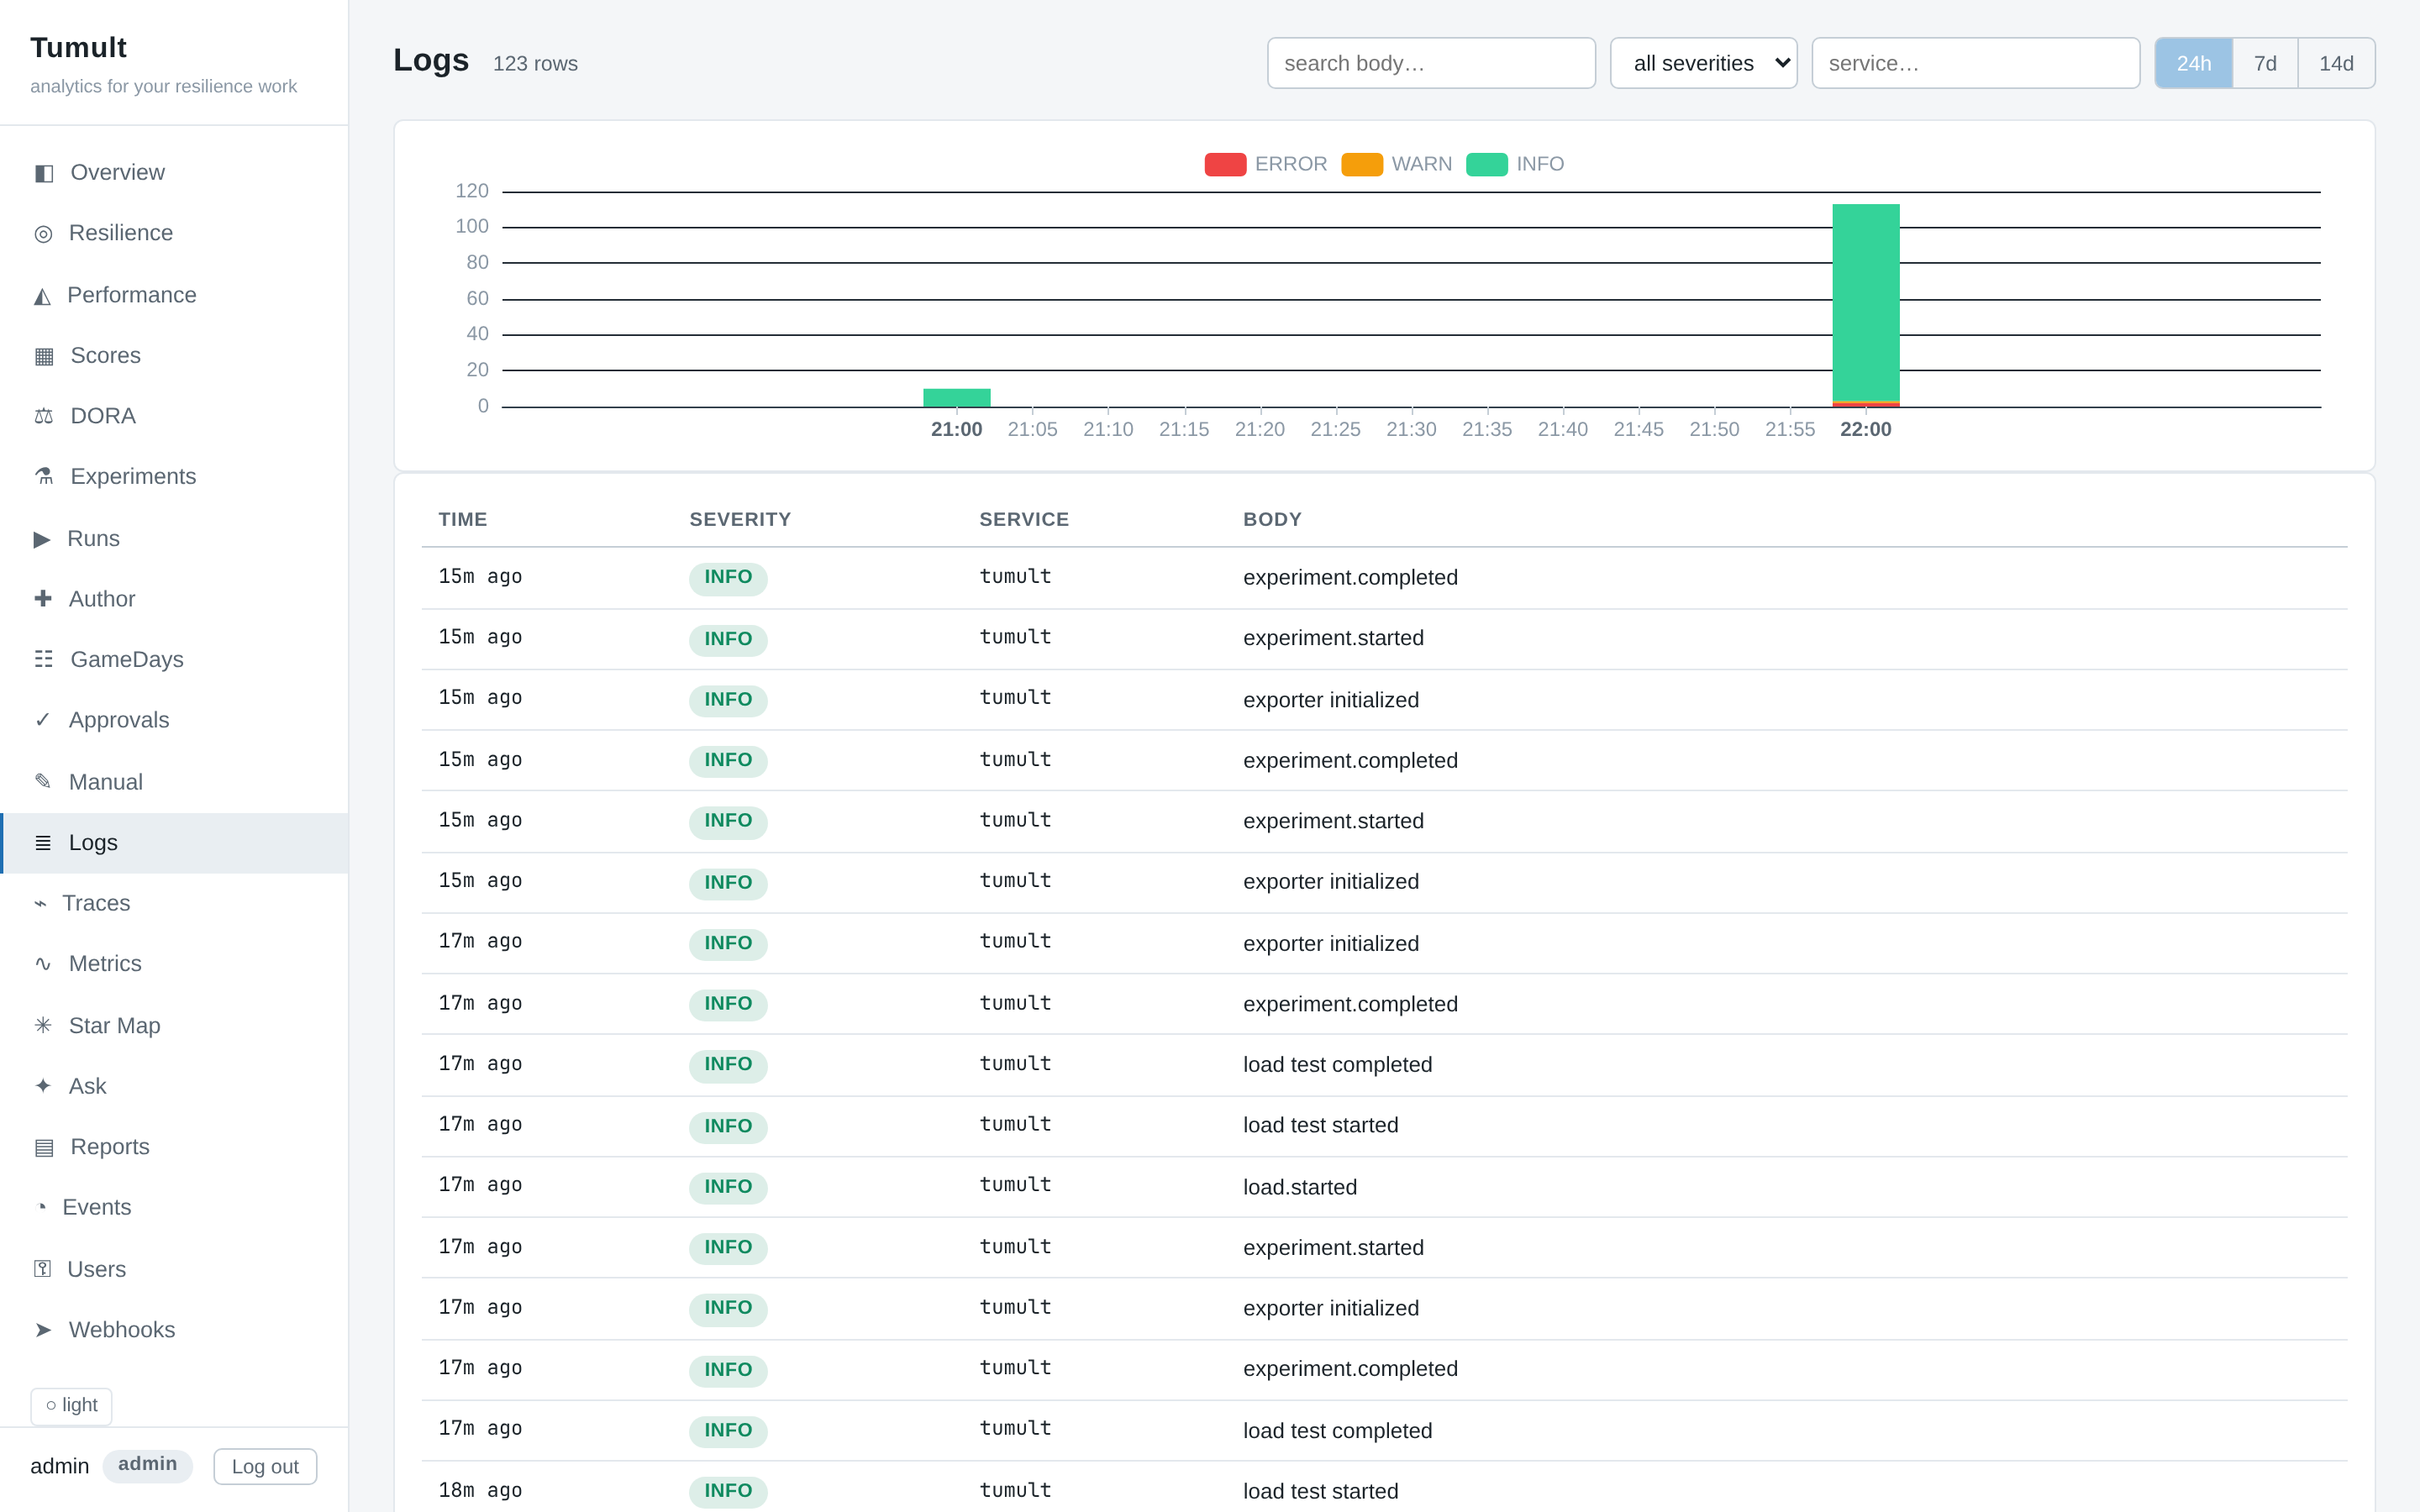 Tumult
analytics for your resilience work
Overview
Resilience
Performance
Scores
DORA
Experiments
Runs
Author
GameDays
Approvals
Manual
Logs
Traces
Metrics
Star Map
Ask
Reports
Events
Users
Webhooks
○ light
admin admin Log out
Logs 123 rows search body… all severities service… 24h 7d 14d
ERROR WARN INFO
120
100
80
60
40
20
0
21:00 21:05 21:10 21:15 21:20 21:25 21:30 21:35 21:40 21:45 21:50 21:55 22:00
TIME SEVERITY SERVICE BODY
15m ago INFO tumult experiment.completed
15m ago INFO tumult experiment.started
15m ago INFO tumult exporter initialized
15m ago INFO tumult experiment.completed
15m ago INFO tumult experiment.started
15m ago INFO tumult exporter initialized
17m ago INFO tumult exporter initialized
17m ago INFO tumult experiment.completed
17m ago INFO tumult load test completed
17m ago INFO tumult load test started
17m ago INFO tumult load.started
17m ago INFO tumult experiment.started
17m ago INFO tumult exporter initialized
17m ago INFO tumult experiment.completed
17m ago INFO tumult load test completed
18m ago INFO tumult load test started